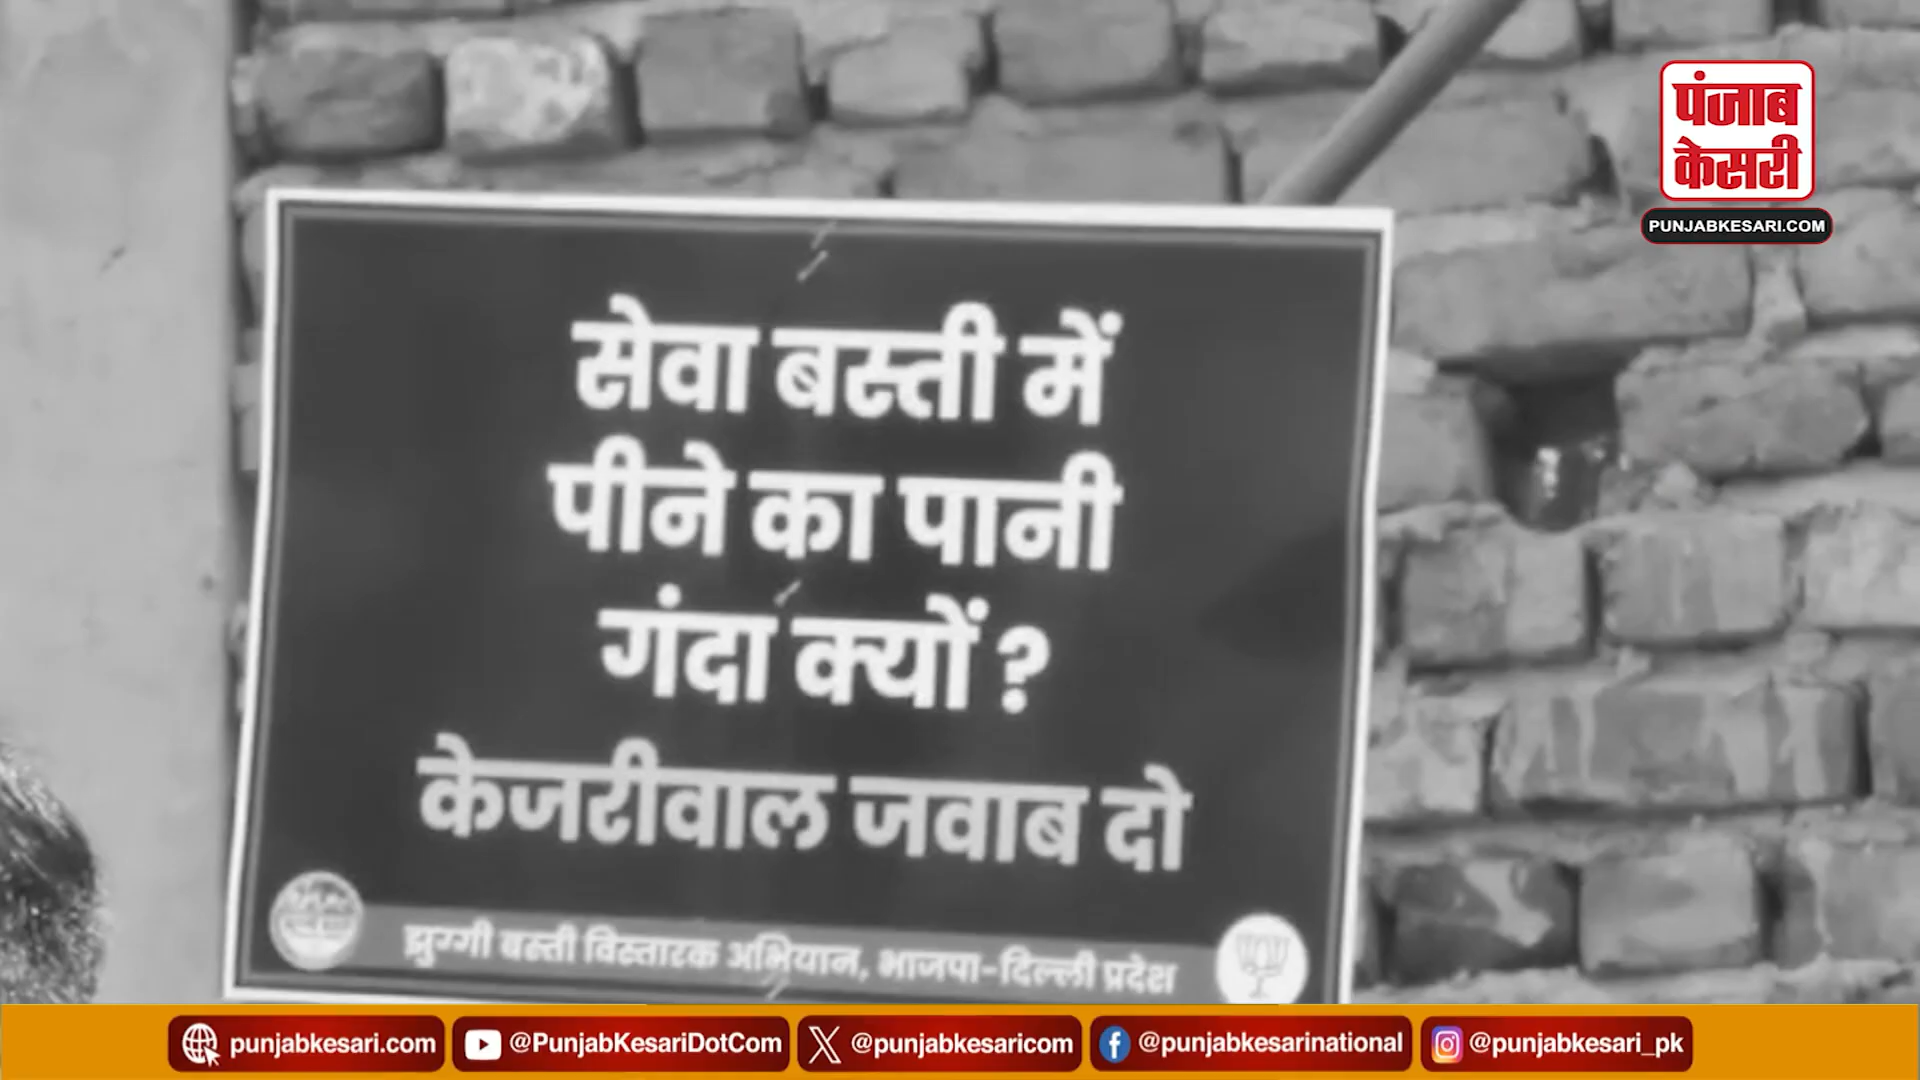 पंजाब
केसरी
PUNJABKESARI.COM
सेवा बस्ती में
पीने का पानी
गंदा क्यों ?
केजरीवाल जवाब दो
झुग्गी बस्ती विस्तारक अभियान, भाजपा-दिल्ली प्रदेश
punjabkesari.com
@PunjabKesariDotCom
@punjabkesaricom
@punjabkesarinational
@punjabkesari_pk